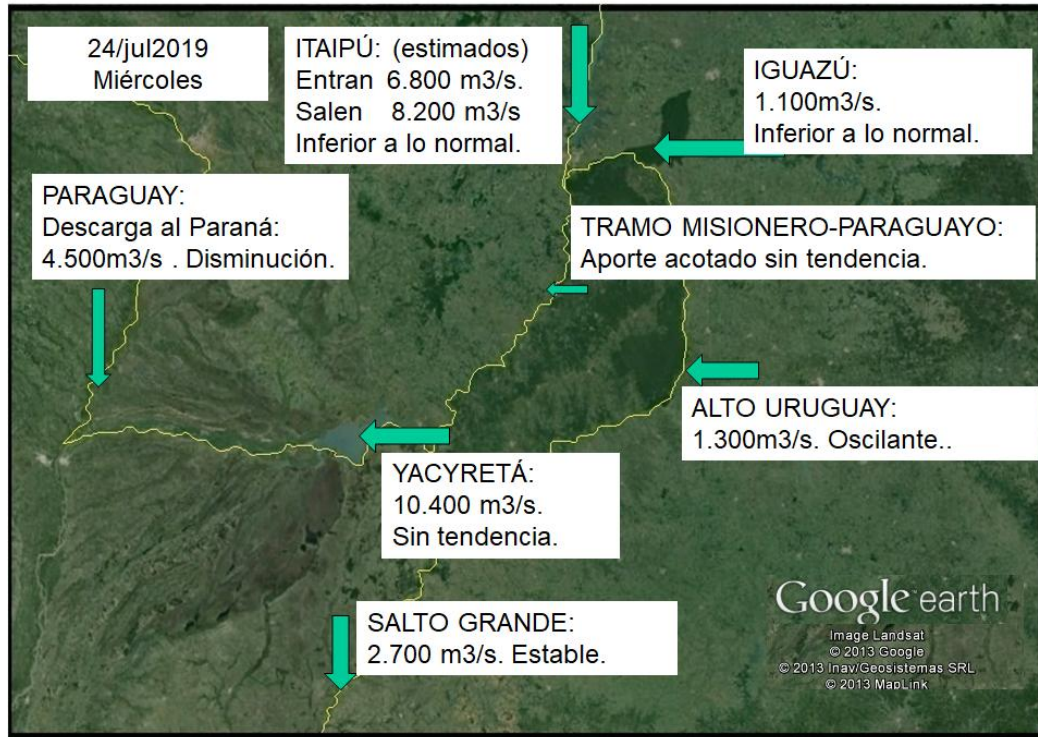 24/jul2019
Miércoles
ITAIPÚ: (estimados)
Entran 6.800 m3/s.
Salen 8.200 m3/s
Inferior a lo normal.
IGUAZÚ:
1.100m3/s.
Inferior a lo normal.
PARAGUAY:
Descarga al Paraná:
4.500m3/s . Disminución.
TRAMO MISIONERO-PARAGUAYO:
Aporte acotado sin tendencia.
ALTO URUGUAY:
1.300m3/s. Oscilante..
YACYRETÁ:
10.400 m3/s.
Sin tendencia.
SALTO GRANDE:
2.700 m3/s. Estable.
Google earth
Image Landsat
© 2013 Google
© 2013 Inav/Geosistemas SRL
© 2013 MapLink